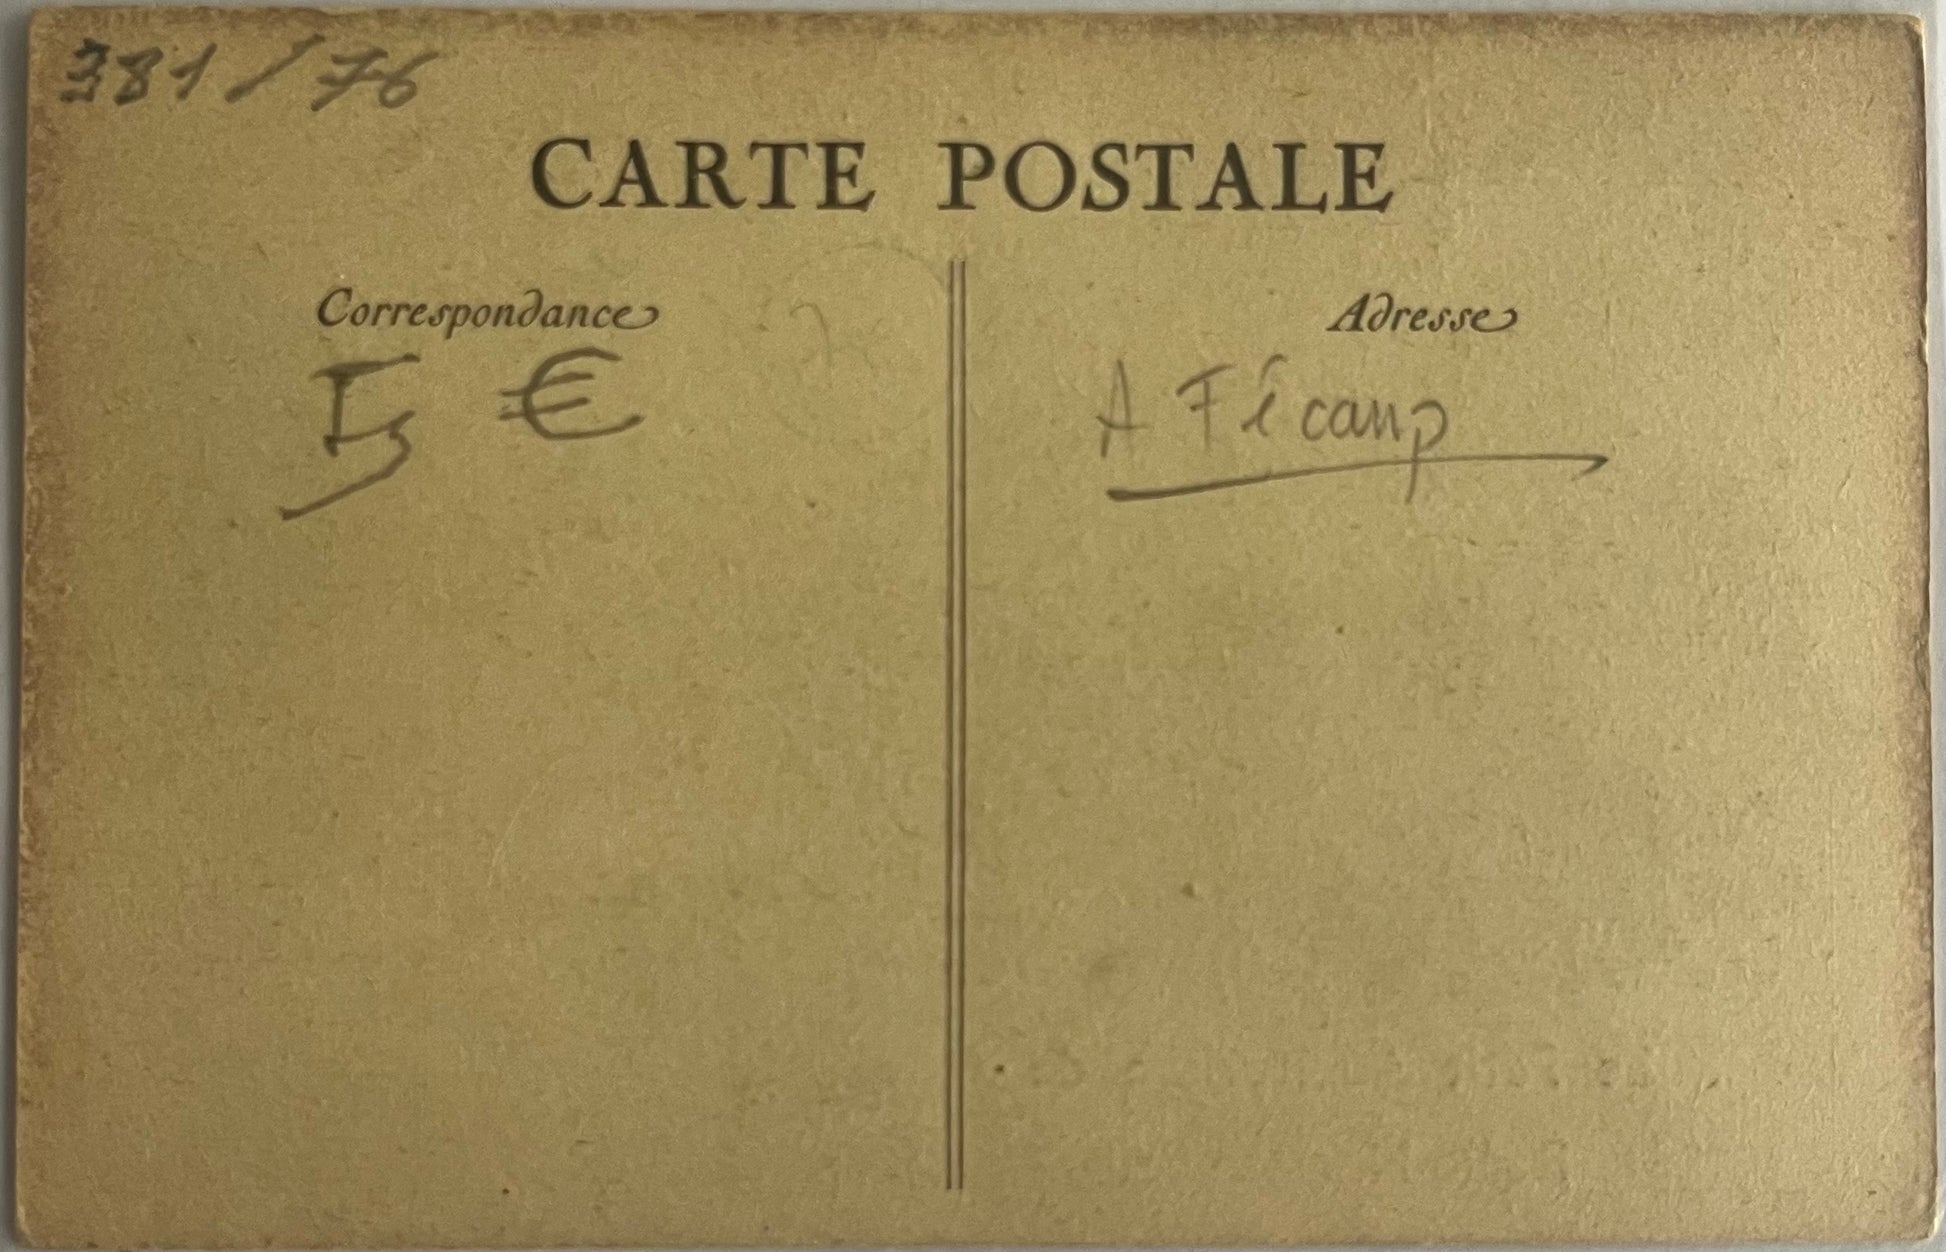 381 / 76
CARTE POSTALE
Correspondance
Adresse
5 €
A Fécamp